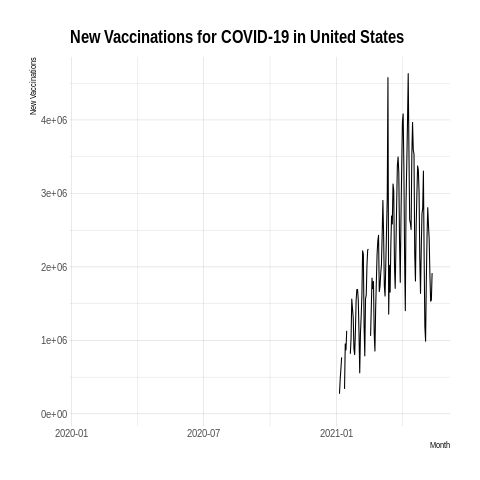 New Vaccinations for COVID-19 in United States
New Vaccinations
4e+06
3e+06
2e+06
1e+06
0e+00
2020-01
2020-07
2021-01
Month